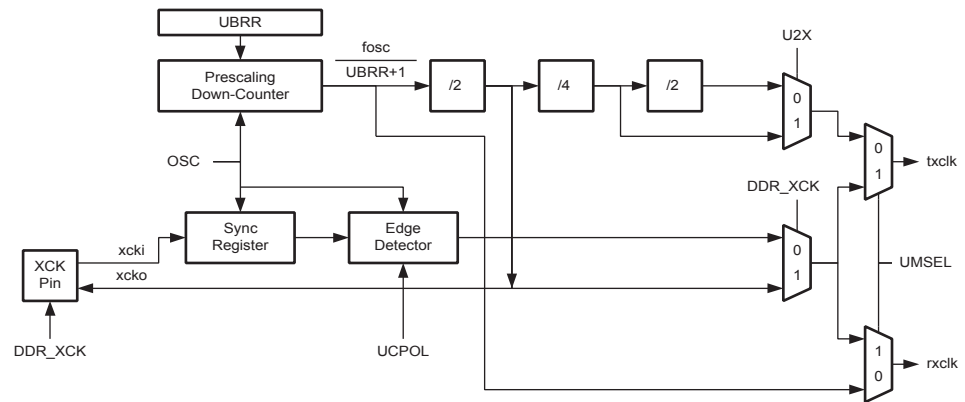 UBRR
fosc
U2X
Prescaling
Down-Counter
UBRR+1
/2
/4
/2
0
1
OSC
0
1
txclk
DDR_XCK
Sync
Register
Edge
Detector
xcki
0
1
XCK
Pin
xcko
UMSEL
DDR_XCK
UCPOL
1
0
rxclk